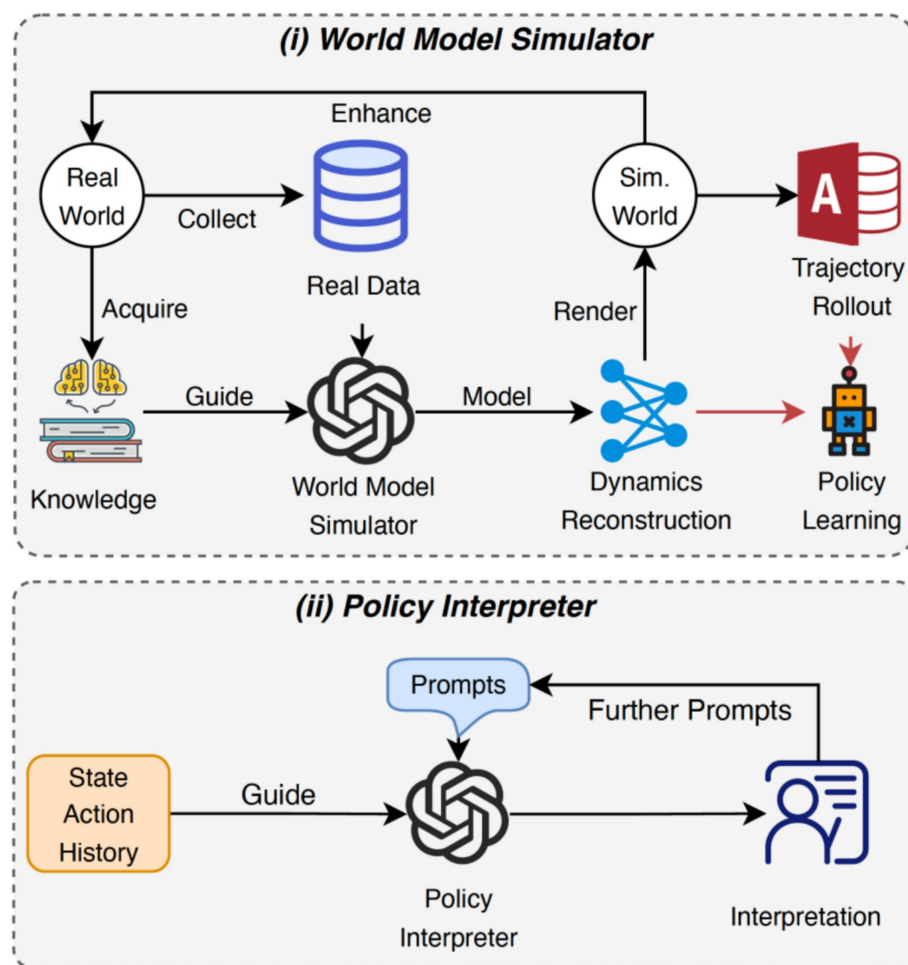 (i) World Model Simulator
Enhance
Real
World
Collect
Sim.
World
A
Real Data
Trajectory
Rollout
Acquire
Render
Guide
Model
Knowledge
World Model
Simulator
Dynamics
Reconstruction
Policy
Learning
(ii) Policy Interpreter
Prompts
Further Prompts
State
Action
History
Guide
Policy
Interpreter
Interpretation